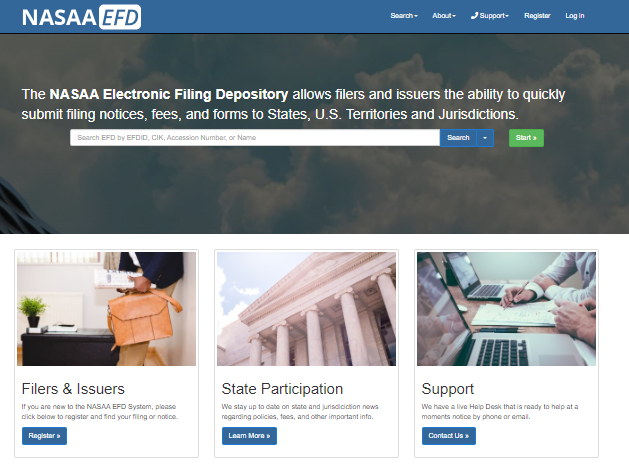 NASAA EFD
Search
About
Support
Register
Log In
The NASAA Electronic Filing Depository allows filers and issuers the ability to quickly
submit filing notices, fees, and forms to States, U.S. Territories and Jurisdictions.
Search EFD by EFDID, CIK, Accession Number, or Name
Search
Start »
Filers & Issuers
If you are new to the NASAA EFD System, please
click below to register and find your filing or notice.
Register »
State Participation
We stay up to date on state and jurisdiciction news
regarding policies, fees, and other important info.
Learn More »
Support
We have a live Help Desk that is ready to help at a
moments notice by phone or email.
Contact Us »